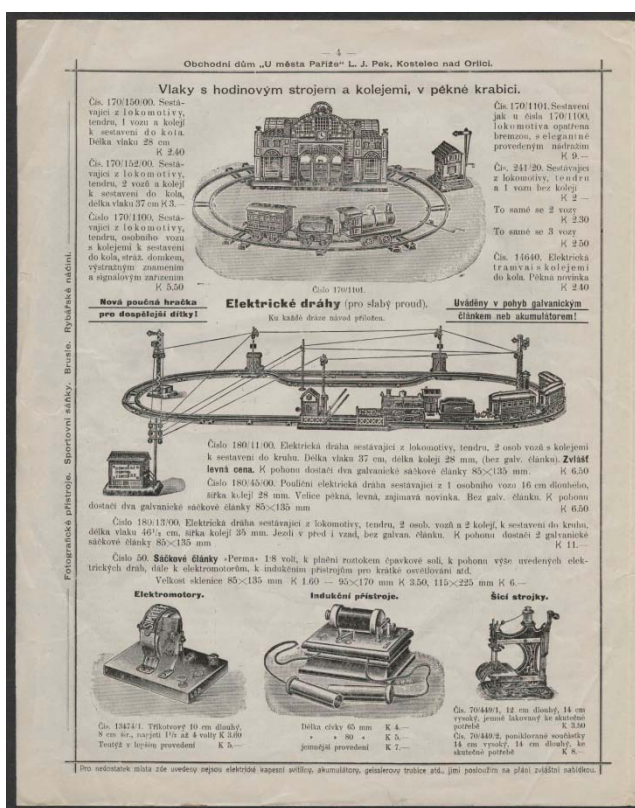 — 4 —
Obchodní dům „U města Paříže" L. J. Pek, Kostelec nad Orlicí.
Vlaky s hodinovým strojem a kolejemi, v pěkné krabici.
Čís. 170/150/00. Sestá-
vající z lokomotivy,
tendru, 1 vozu a kolejí
k sestavení do kola.
Délka vlaku 28 cm
K 2.40
Čís. 170/152/00. Sestá-
vající z lokomotivy,
tendru, 2 vozů a kolejí
k sestavení do kola,
délka vlaku 37 cm K 3.—
Číslo 170/1100. Sestá-
vající z lokomotivy,
tendru, osobního vozu
s kolejemi k sestavení
do kola, stráž. domkem,
výstražným znamením
a signálovým zařízením
K 5.50
Čís. 170/1101. Sestavení
jak u čísla 170/1100,
lokomotiva opatřena
bremzou, s elegantně
provedeným nádražím
K 9.—
Čís. 241/20. Sestávající
z lokomotivy, tendru
a 1 vozu bez kolejí
K 2 —
To samé se 2 vozy
K 2.30
To samé se 3 vozy
K 2 50
Čís. 14640. Elektrická
tramvaj s kolejemi
do kola. Pěkná novinka
K 2.40
Číslo 170/1101.
Nová poučná hračka
pro dospělejší dítky!
Elektrické dráhy (pro slabý proud).
Ku každé dráze návod přiložen.
Uváděny v pohyb galvanickým
článkem neb akumulátorem!
Číslo 180/11/00. Elektrická dráha sestávající z lokomotivy, tendru, 2 osob vozů s kolejemi
k sestavení do kruhu. Délka vlaku 37 cm, délka kolejí 28 mm, (bez galv. článku). Zvlášť
levná cena. K pohonu dostačí dva galvanické sáčkové články 85×135 mm. K 6.50
Číslo 180/45/00. Pouliční elektrická dráha sestávající z 1 osobního vozu 16 cm dlouhého,
šířka kolejí 28 mm. Velice pěkná, levná, zajímavá novinka. Bez galv. článku. K pohonu
dostačí dva galvanické sáčkové články 85×135 mm K 6.50
Číslo 180/13/00. Elektrická dráha sestávající z lokomotivy, tendru, 2 osob. vozů a 2 kolejí, k sestavení do kruhu,
délka vlaku 46½ cm, šířka kolejí 35 mm. Jezdí v před i vzad, bez galvan. článku. K pohonu dostačí 2 galvanické
sáčkové články 85×135 mm K 11.—
Číslo 50. Sáčkové články »Perma« 1·8 volt, k plnění roztokem čpavkové soli, k pohonu výše uvedených elek-
trických drah, dále k elektromotorům, k indukčním přístrojům pro krátké osvětlování atd.
Velkost sklenice 85×135 mm K 1.60 — 95×170 mm K 3.50, 115×225 mm K 6.—
Elektromotory.
Čís. 13474/1. Tříkotvový 10 cm dlouhý,
8 cm šir., navjetí P/s až 4 volty K 3.60
Tentýž v lepším provedení K 5.—
Indukční přístroje.
Délka cívky 65 mm K 4.—
" " 80 " K 5.—
jemnější provedení K 7.—
Šicí strojky.
Čís. 70/449/1, 12 cm dlouhý, 14 cm
vysoký, jemně lakovaný ke skutečné
potřebě K 3.50
Čís. 70/449/2, poniklované součástky
14 cm vysoký, 14 cm dlouhý, ke
skutečné potřebě K 8.—
Pro nedostatek místa zde uvedeny nejsou elektrické kapesní svítilny, akumulátory, geisslerovy trubice atd., jimi posloužím na přání zvláštní nabídkou.
Fotografické přístroje. Sportovní sáňky. Brusle. Rybářské náčiní.